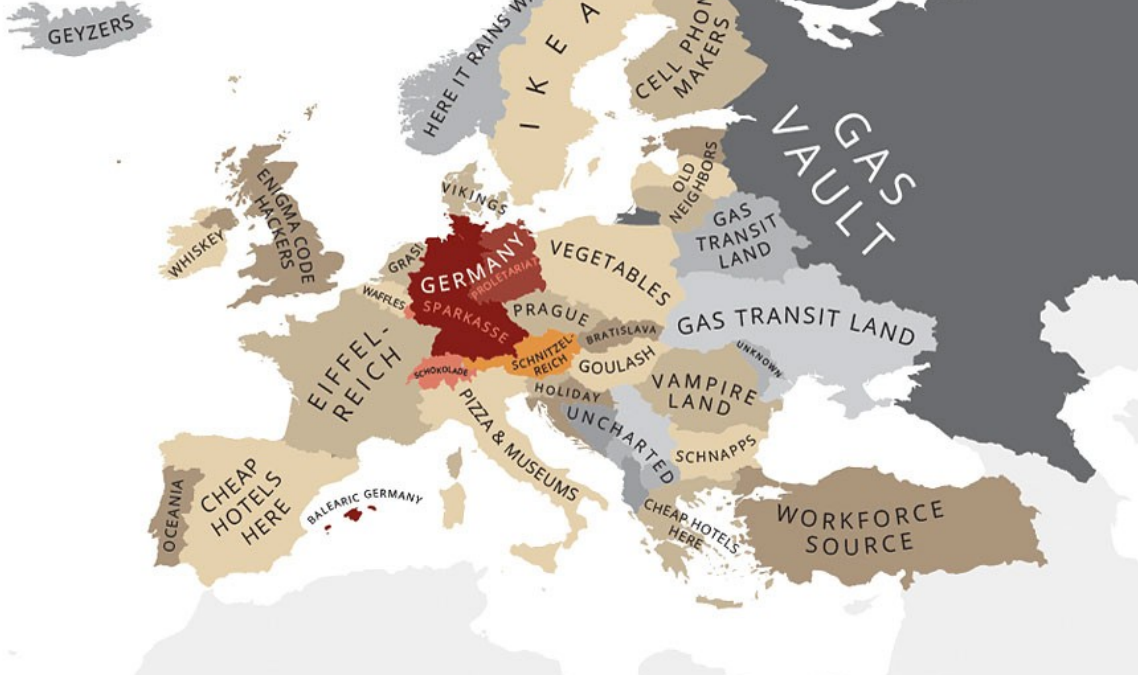 GEYZERS
HERE IT RAINS
I K E A
CELL PHON
MAKERS
GAS
VAULT
OLD
NEIGHBORS
VIKINGS
ENIGMA CODE
HACKERS
WHISKEY
GRAS!
WAFFLES
GERMANY
PROLETARIAT
SPARKASSE
VEGETABLES
GAS
TRANSIT
LAND
GAS TRANSIT LAND
PRAGUE
BRATISLAVA
UNKNOWN
EIFFEL-
REICH
SCHOKOLADE
SCHNITZEL-
REICH
GOULASH
VAMPIRE
LAND
HOLIDAY
UNCHARTED
PIZZA & MUSEUMS
SCHNAPPS
OCEANIA
CHEAP
HOTELS
HERE
BALEARIC GERMANY
CHEAP HOTELS
HERE
WORKFORCE
SOURCE